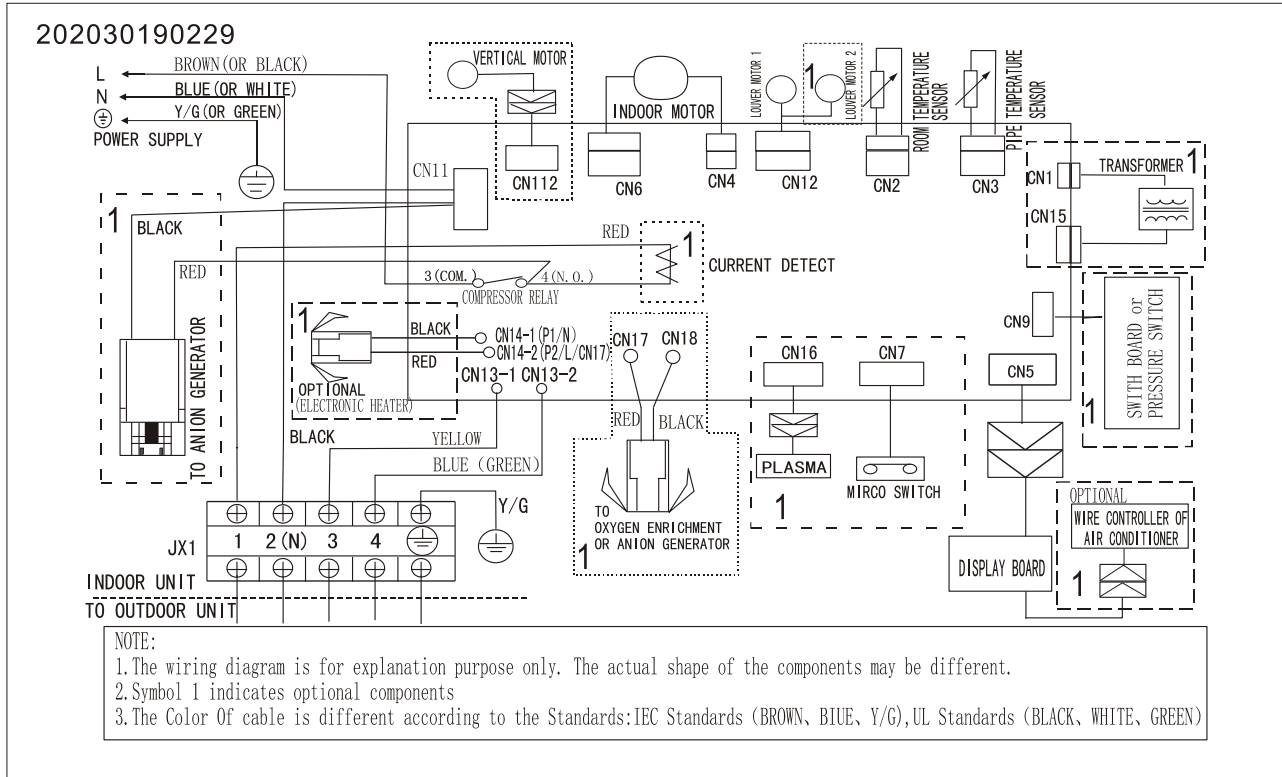 202030190229
L
BROWN(OR BLACK)
N
BLUE(OR WHITE)
Y/G(OR GREEN)
POWER SUPPLY
VERTICAL MOTOR
CN112
INDOOR MOTOR
CN6
CN4
LOUVER MOTOR 1
1
LOUVER MOTOR 2
CN12
ROOM TEMPERATURE
SENSOR
CN2
PIPE TEMPERATURE
SENSOR
CN3
CN11
CN1
TRANSFORMER
1
CN15
1
BLACK
RED
TO ANION GENERATOR
RED
1
CURRENT DETECT
3(COM.)
4(N.O.)
COMPRESSOR RELAY
1
BLACK
RED
OPTIONAL
(ELECTRONIC HEATER)
CN14-1(P1/N)
CN14-2(P2/L/CN17)
CN13-1
CN13-2
CN17
CN18
RED
BLACK
TO
OXYGEN ENRICHMENT
OR ANION GENERATOR
1
CN16
CN7
PLASMA
MIRCO SWITCH
1
CN9
CN5
SWITH BOARD or
PRESSURE SWITCH
1
BLACK
YELLOW
BLUE (GREEN)
Y/G
JX1
1
2(N)
3
4
INDOOR UNIT
TO OUTDOOR UNIT
DISPLAY BOARD
OPTIONAL
WIRE CONTROLLER OF
AIR CONDITIONER
1
NOTE:
1.The wiring diagram is for explanation purpose only. The actual shape of the components may be different.
2.Symbol 1 indicates optional components
3.The Color Of cable is different according to the Standards:IEC Standards (BROWN、BIUE、Y/G),UL Standards (BLACK、WHITE、GREEN)